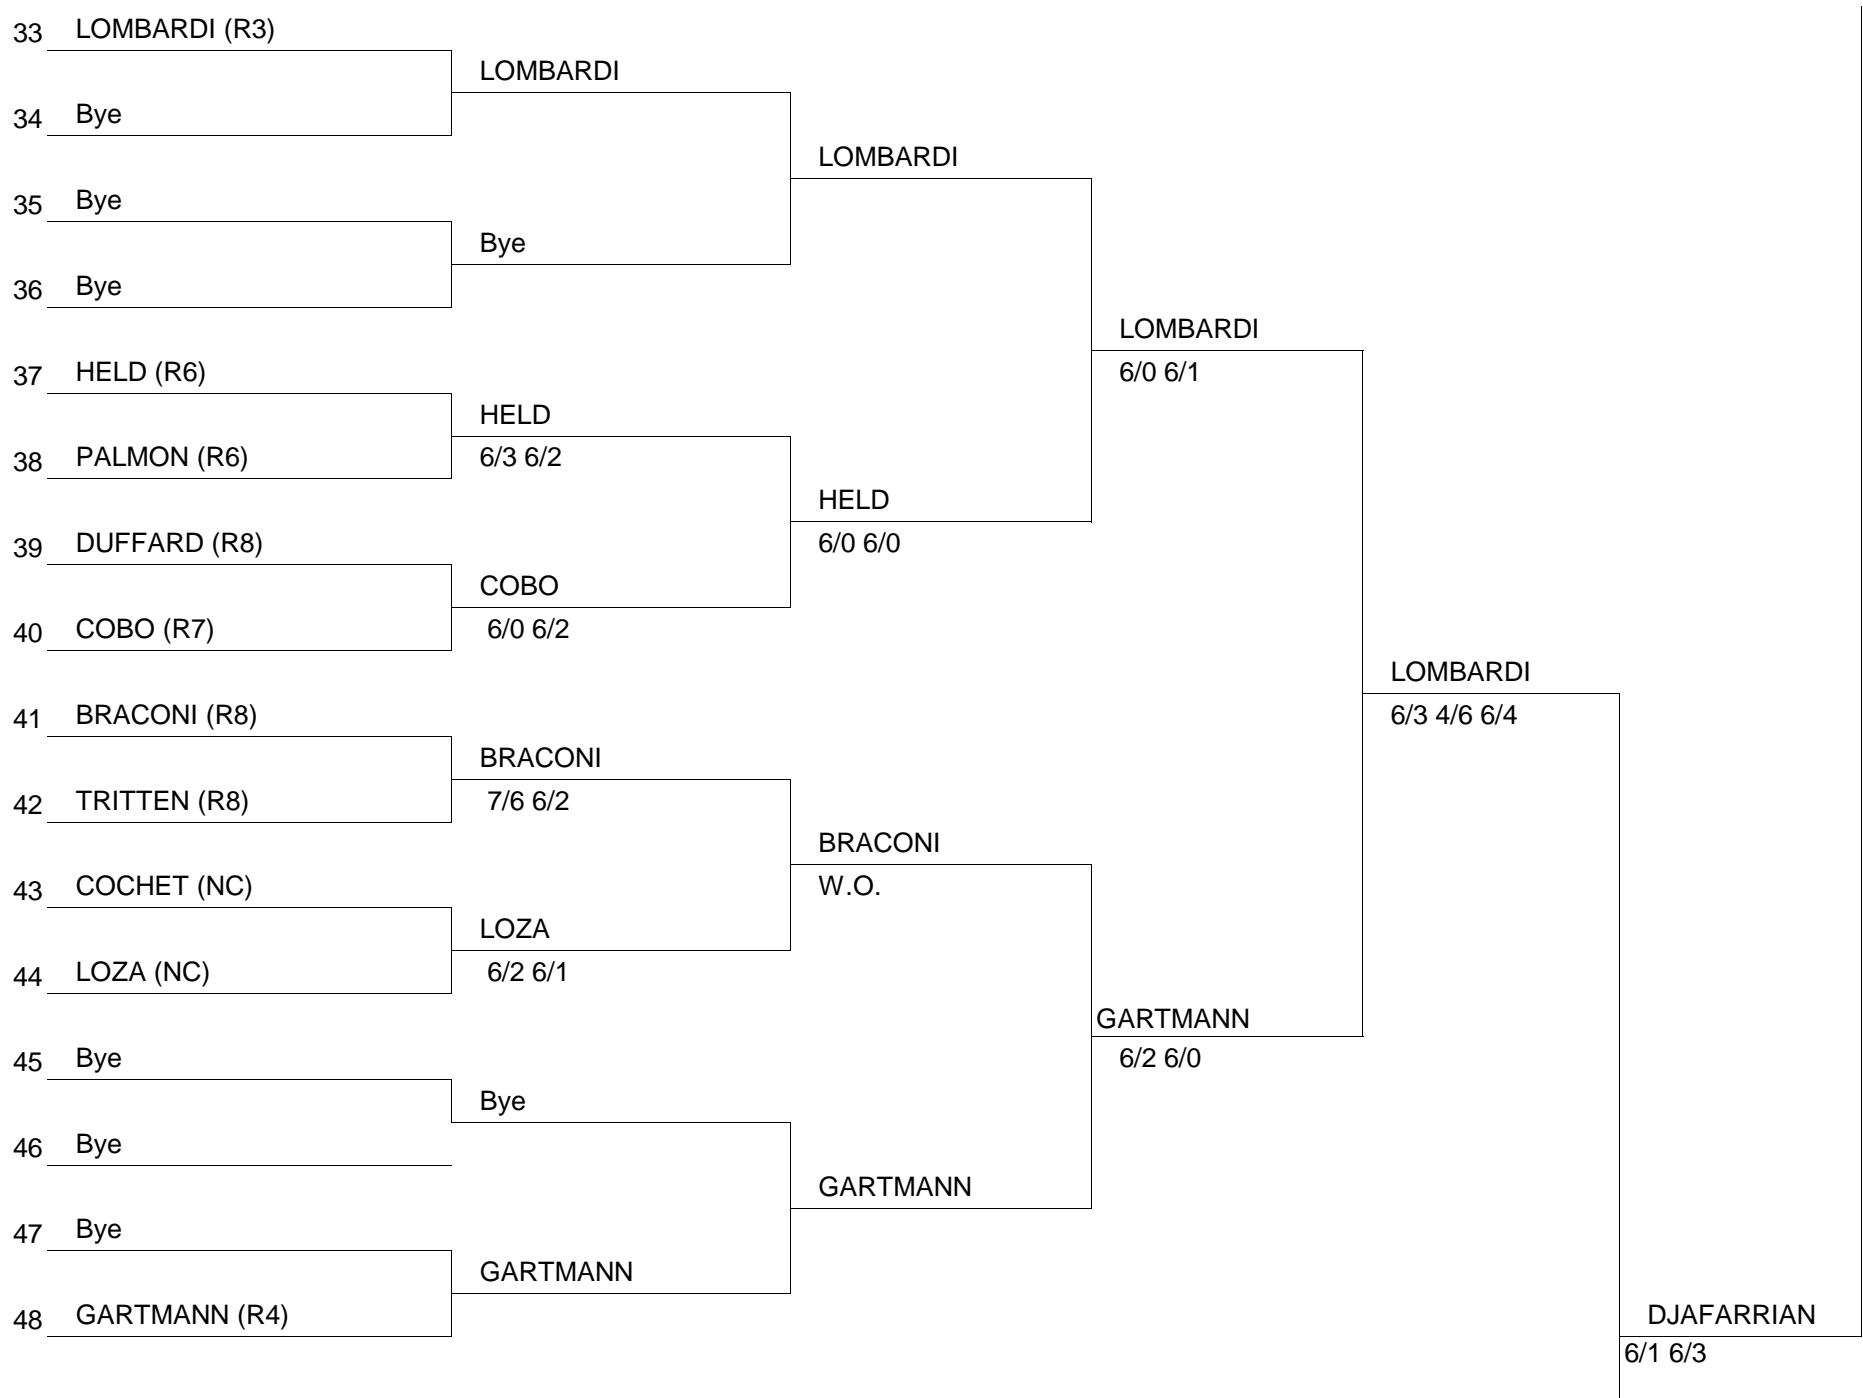 33 LOMBARDI (R3)
LOMBARDI
34 Bye
LOMBARDI
35 Bye
Bye
36 Bye
LOMBARDI
37 HELD (R6)
6/0 6/1
HELD
38 PALMON (R6)
6/3 6/2
HELD
39 DUFFARD (R8)
6/0 6/0
COBO
40 COBO (R7)
6/0 6/2
LOMBARDI
41 BRACONI (R8)
6/3 4/6 6/4
BRACONI
42 TRITTEN (R8)
7/6 6/2
BRACONI
43 COCHET (NC)
W.O.
LOZA
44 LOZA (NC)
6/2 6/1
GARTMANN
45 Bye
6/2 6/0
Bye
46 Bye
GARTMANN
47 Bye
GARTMANN
48 GARTMANN (R4)
DJAFARRIAN
6/1 6/3